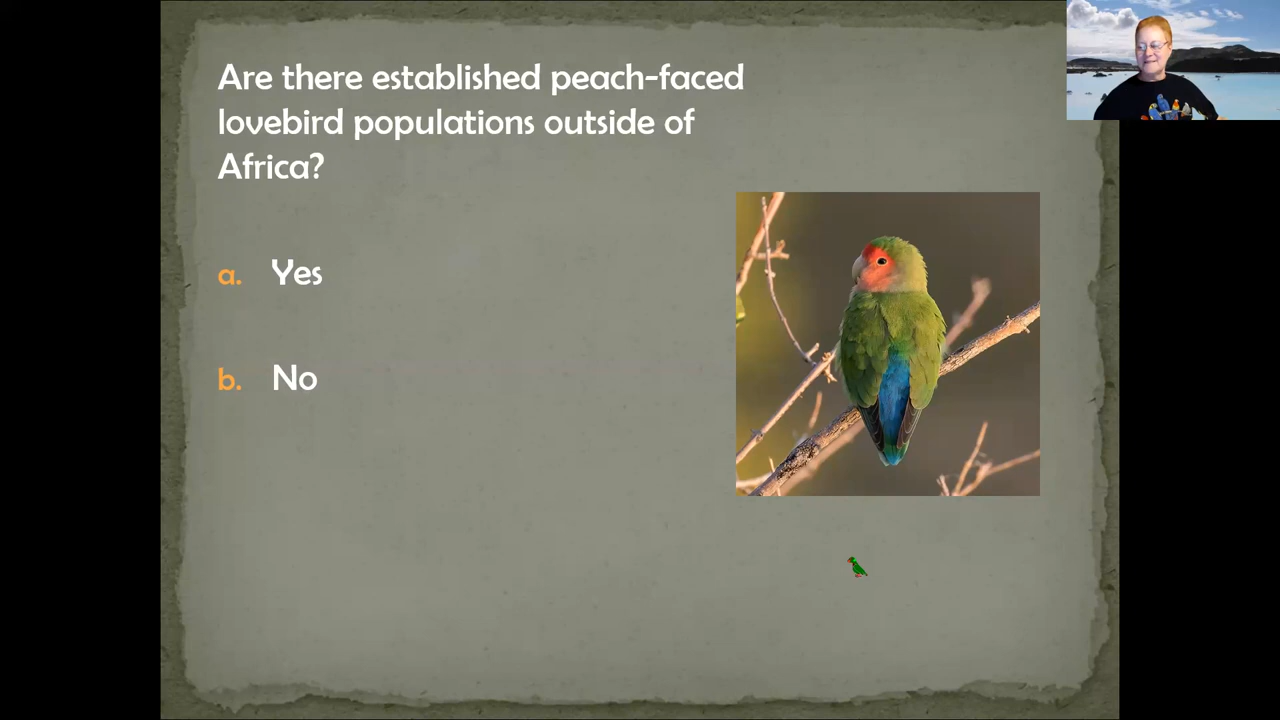 Are there established peach-faced
lovebird populations outside of
Africa?
a. Yes
b. No